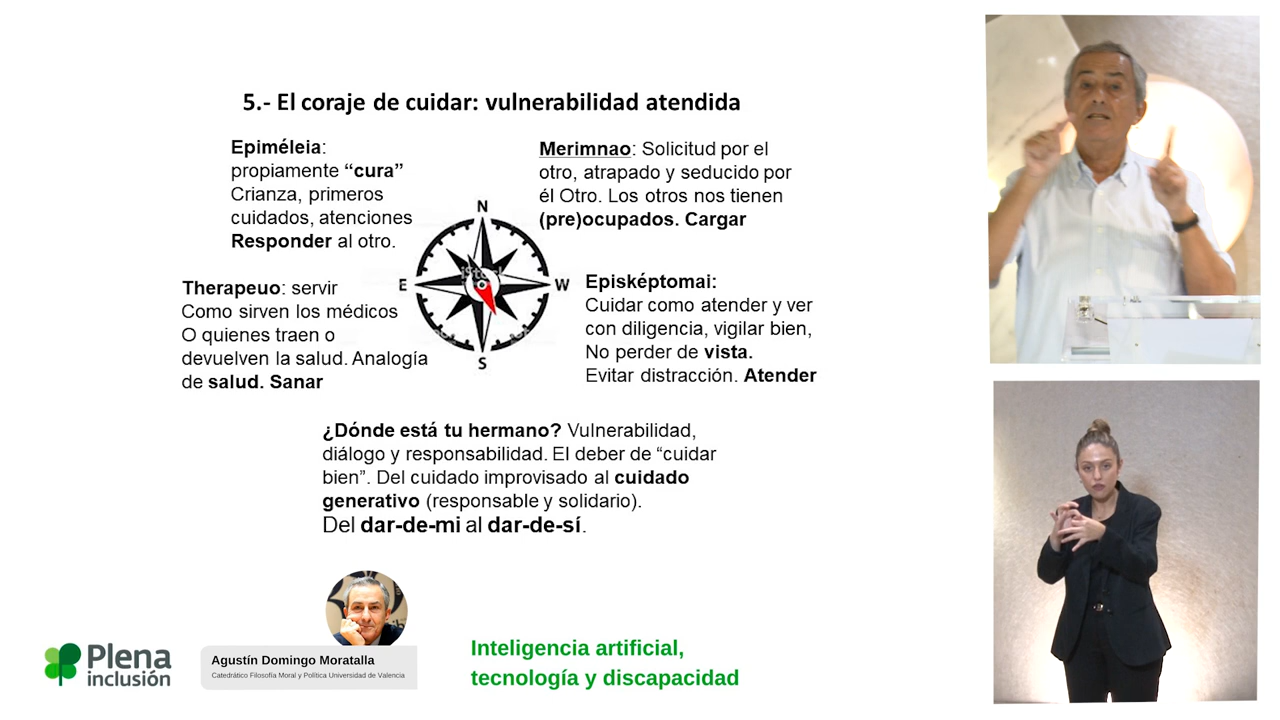 5.- El coraje de cuidar: vulnerabilidad atendida
Epiméleia:
propiamente “cura”
Crianza, primeros
cuidados, atenciones
Responder al otro.
Merimnao: Solicitud por el
otro, atrapado y seducido por
él Otro. Los otros nos tienen
(pre)ocupados. Cargar
N
E
W
S
Therapeuo: servir
Como sirven los médicos
O quienes traen o
devuelven la salud. Analogía
de salud. Sanar
Episképtomai:
Cuidar como atender y ver
con diligencia, vigilar bien,
No perder de vista.
Evitar distracción. Atender
¿Dónde está tu hermano? Vulnerabilidad,
diálogo y responsabilidad. El deber de “cuidar
bien”. Del cuidado improvisado al cuidado
generativo (responsable y solidario).
Del dar-de-mi al dar-de-sí.
Plena
inclusión
Agustín Domingo Moratalla
Catedrático Filosofía Moral y Política Universidad de Valencia
Inteligencia artificial,
tecnología y discapacidad